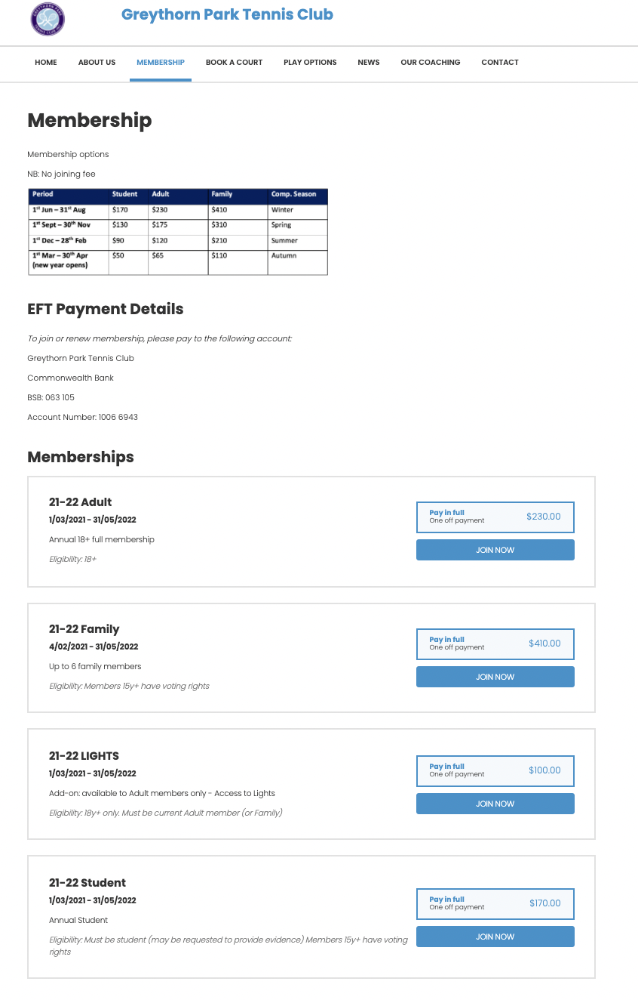 GREYTHORN PARK
TENNIS CLUB INC
Greythorn Park Tennis Club
HOME ABOUT US MEMBERSHIP BOOK A COURT PLAY OPTIONS NEWS OUR COACHING CONTACT
Membership
Membership options
NB: No joining fee
Period Student Adult Family Comp. Season
1st Jun – 31st Aug $170 $230 $410 Winter
1st Sept – 30th Nov $130 $175 $310 Spring
1st Dec – 28th Feb $90 $120 $210 Summer
1st Mar – 30th Apr $50 $65 $110 Autumn
(new year opens)
EFT Payment Details
To join or renew membership, please pay to the following account:
Greythorn Park Tennis Club
Commonwealth Bank
BSB: 063 105
Account Number: 1006 6943
Memberships
21-22 Adult
1/03/2021 - 31/05/2022
Annual 18+ full membership
Eligibility: 18+
Pay in full
One off payment
$230.00
JOIN NOW
21-22 Family
4/02/2021 - 31/05/2022
Up to 6 family members
Eligibility: Members 15y+ have voting rights
Pay in full
One off payment
$410.00
JOIN NOW
21-22 LIGHTS
1/03/2021 - 31/05/2022
Add-on: available to Adult members only - Access to Lights
Eligibility: 18y+ only. Must be current Adult member (or Family)
Pay in full
One off payment
$100.00
JOIN NOW
21-22 Student
1/03/2021 - 31/05/2022
Annual Student
Eligibility: Must be student (may be requested to provide evidence) Members 15y+ have voting
rights
Pay in full
One off payment
$170.00
JOIN NOW